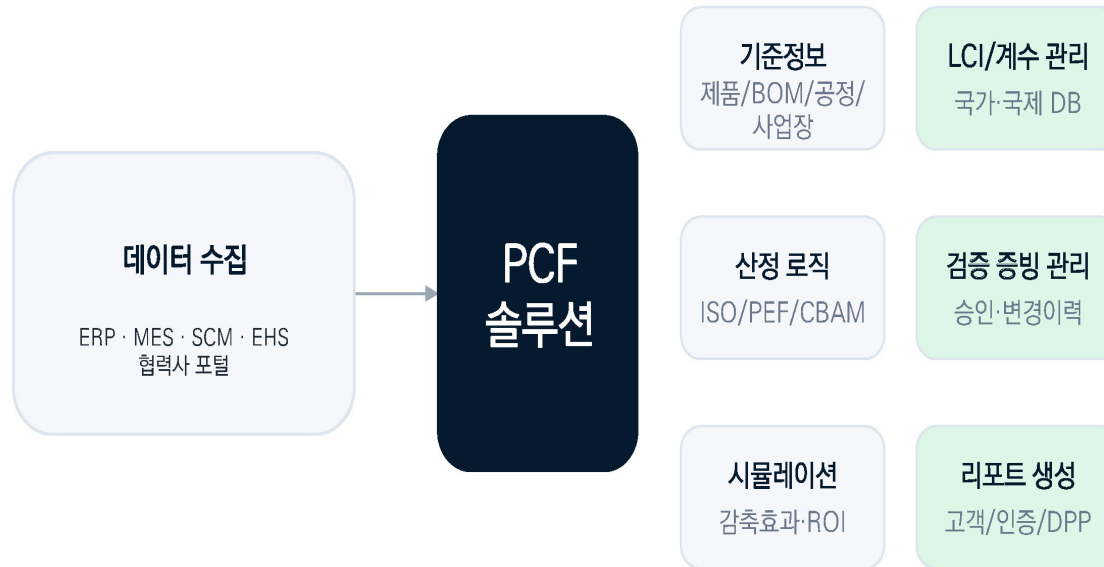 데이터 수집
ERP · MES · SCM · EHS
협력사 포털
PCF
솔루션
기준정보
제품/BOM/공정/
사업장
LCI/계수 관리
국가·국제 DB
산정 로직
ISO/PEF/CBAM
검증 증빙 관리
승인·변경이력
시뮬레이션
감축효과·ROI
리포트 생성
고객/인증/DPP